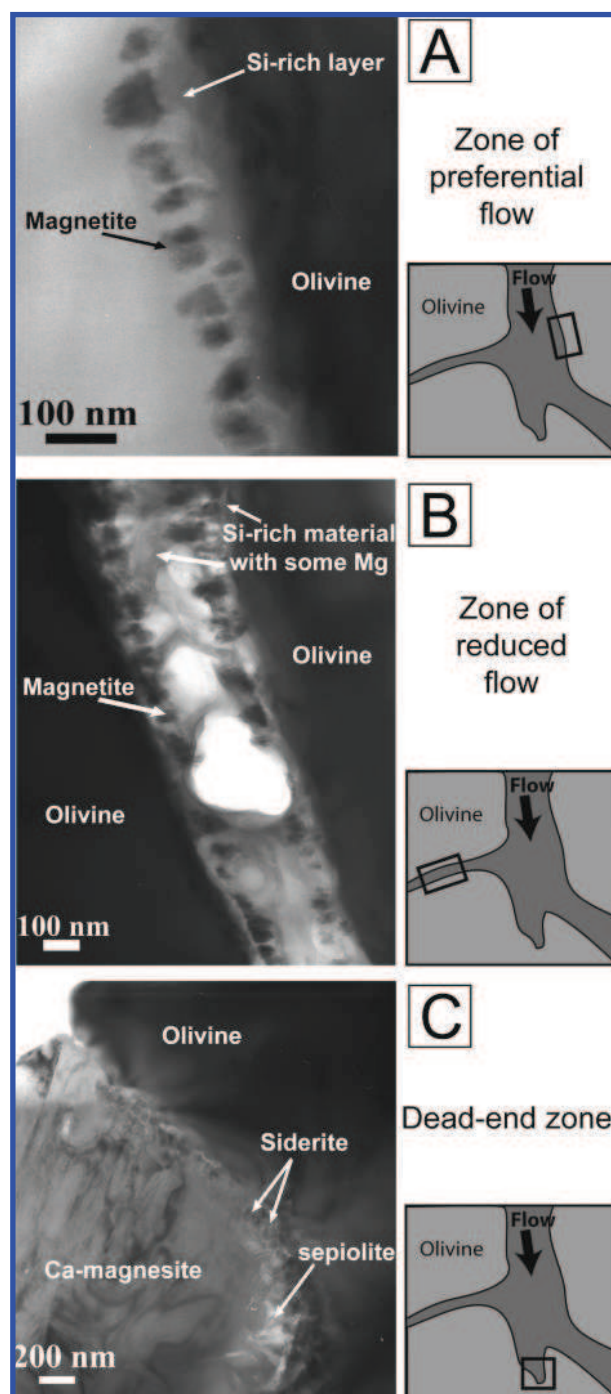 Si-rich layer
Magnetite
Olivine
100 nm
A
Zone of
preferential
flow
Flow
Olivine
Si-rich material
with some Mg
Olivine
Magnetite
Olivine
100 nm
B
Zone of
reduced
flow
Flow
Olivine
Olivine
Siderite
sepiolite
Ca-magnesite
200 nm
C
Dead-end zone
Flow
Olivine